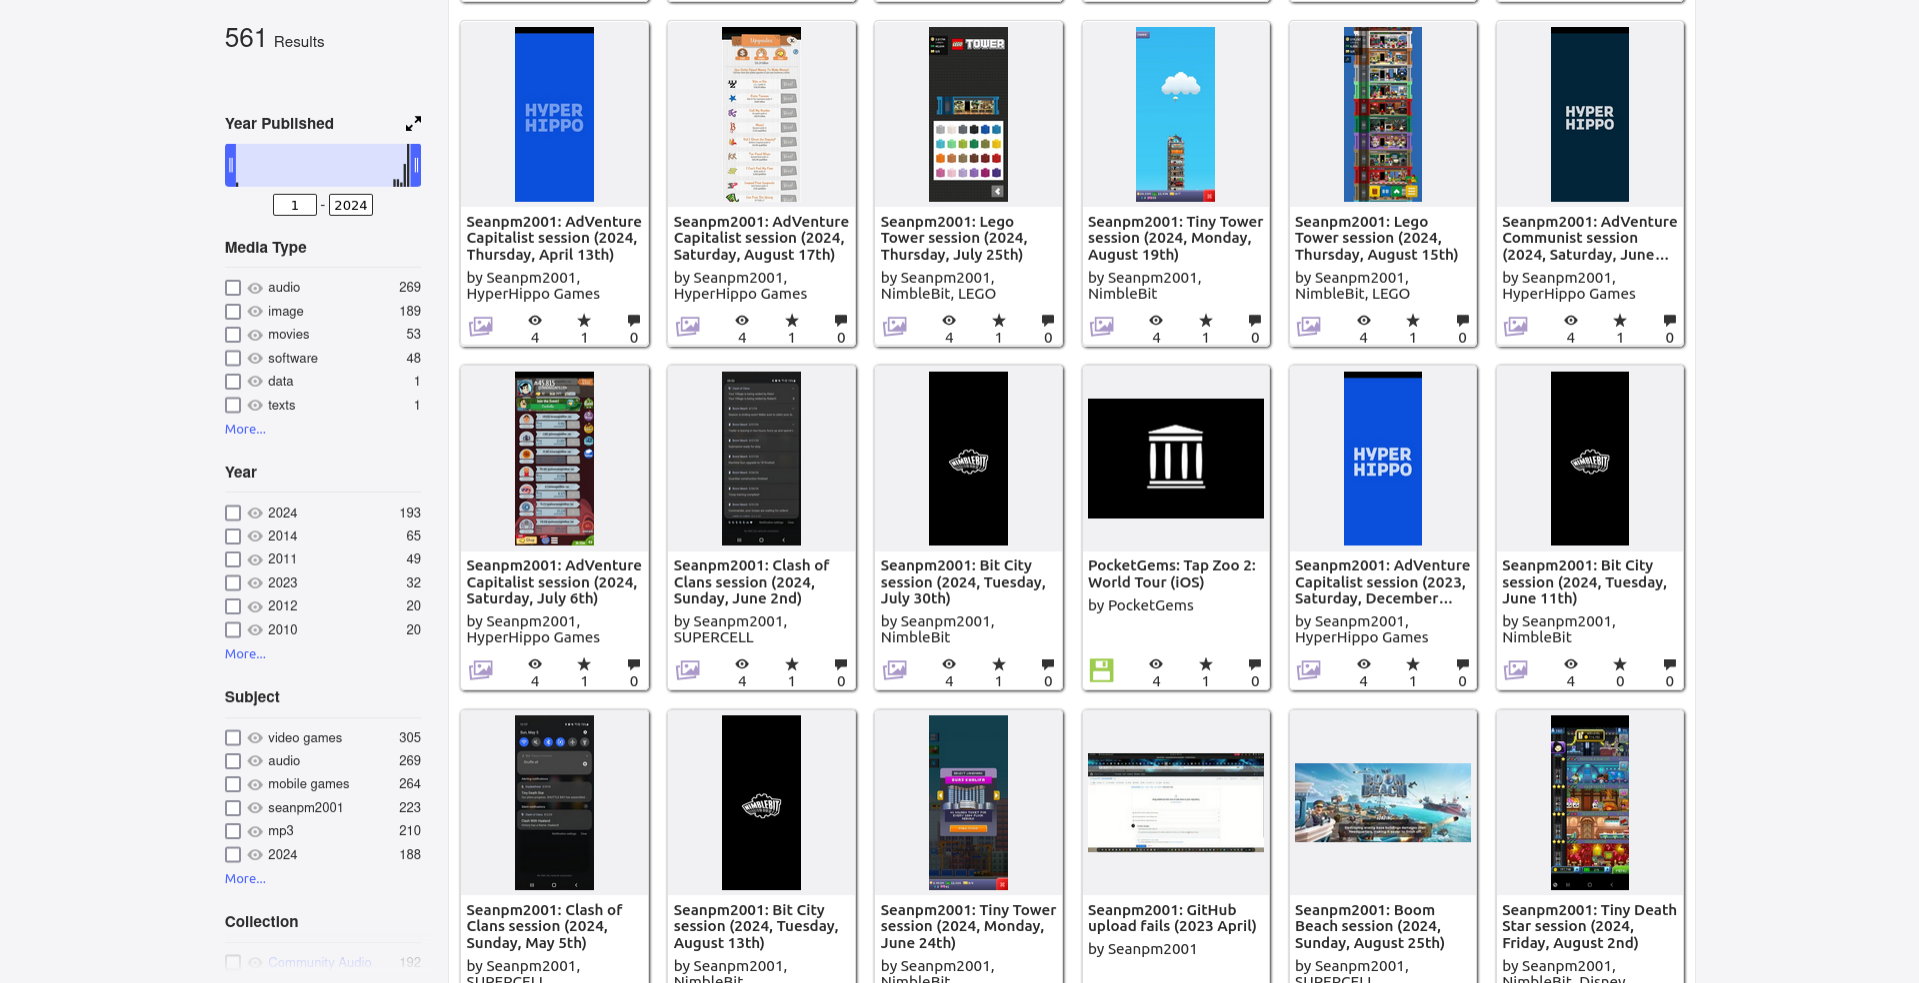 561 Results
Year Published
1 - 2024
Media Type
audio 269
image 189
movies 53
software 48
data 1
texts 1
More...
Year
2024 193
2014 65
2011 49
2023 32
2012 20
2010 20
More...
Subject
video games 305
audio 269
mobile games 264
seanpm2001 223
mp3 210
2024 188
More...
Collection
Community Audio 192
HYPER
HIPPO
Seanpm2001: AdVenture
Capitalist session (2024,
Thursday, April 13th)
by Seanpm2001,
HyperHippo Games
4 1 0
Upgrades
Seanpm2001: AdVenture
Capitalist session (2024,
Saturday, August 17th)
by Seanpm2001,
HyperHippo Games
4 1 0
LEGO TOWER
Seanpm2001: Lego
Tower session (2024,
Thursday, July 25th)
by Seanpm2001,
NimbleBit, LEGO
4 1 0
Seanpm2001: Tiny Tower
session (2024, Monday,
August 19th)
by Seanpm2001,
NimbleBit
4 1 0
Seanpm2001: Lego
Tower session (2024,
Thursday, August 15th)
by Seanpm2001,
NimbleBit, LEGO
4 1 0
HYPER
HIPPO
Seanpm2001: AdVenture
Communist session
(2024, Saturday, June...
by Seanpm2001,
HyperHippo Games
4 1 0
Seanpm2001: AdVenture
Capitalist session (2024,
Saturday, July 6th)
by Seanpm2001,
HyperHippo Games
4 1 0
Seanpm2001: Clash of
Clans session (2024,
Sunday, June 2nd)
by Seanpm2001,
SUPERCELL
4 1 0
NIMBLEBIT
Seanpm2001: Bit City
session (2024, Tuesday,
July 30th)
by Seanpm2001,
NimbleBit
4 1 0
PocketGems: Tap Zoo 2:
World Tour (iOS)
by PocketGems
4 1 0
HYPER
HIPPO
Seanpm2001: AdVenture
Capitalist session (2023,
Saturday, December...
by Seanpm2001,
HyperHippo Games
4 1 0
NIMBLEBIT
Seanpm2001: Bit City
session (2024, Tuesday,
June 11th)
by Seanpm2001,
NimbleBit
4 0 0
Seanpm2001: Clash of
Clans session (2024,
Sunday, May 5th)
by Seanpm2001,
SUPERCELL
NIMBLEBIT
Seanpm2001: Bit City
session (2024, Tuesday,
August 13th)
by Seanpm2001,
NimbleBit
Seanpm2001: Tiny Tower
session (2024, Monday,
June 24th)
by Seanpm2001,
NimbleBit
Seanpm2001: GitHub
upload fails (2023 April)
by Seanpm2001
BOOM
BEACH
Seanpm2001: Boom
Beach session (2024,
Sunday, August 25th)
by Seanpm2001,
SUPERCELL
Seanpm2001: Tiny Death
Star session (2024,
Friday, August 2nd)
by Seanpm2001,
NimbleBit, Disney